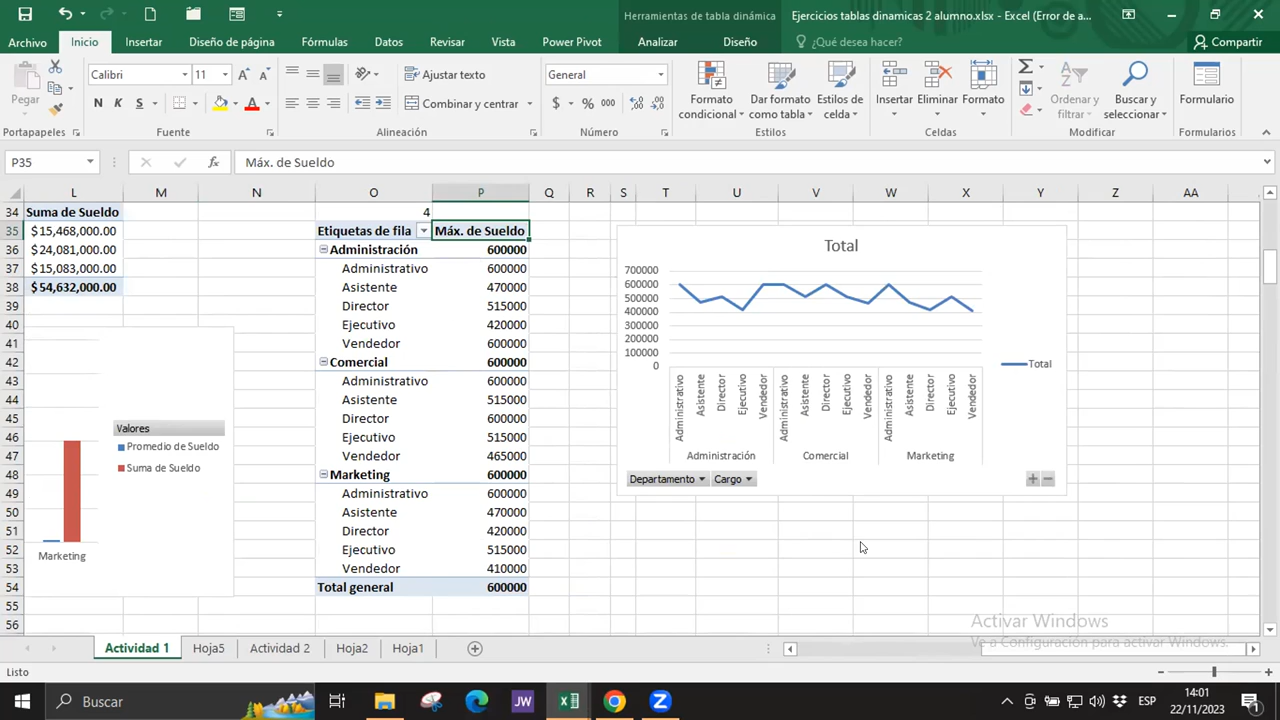 Herramientas de tabla dinámica
Ejercicios tablas dinamicas 2 alumno.xlsx - Excel (Error de a...
Archivo Inicio Insertar Diseño de página Fórmulas Datos Revisar Vista Power Pivot Analizar Diseño ¿Qué desea hacer? Compartir
Pegar
Calibri 11
N K S
Ajustar texto
Combinar y centrar
General
$ % 000
Formato condicional
Dar formato como tabla
Estilos de celda
Insertar
Eliminar
Formato
Ordenar y filtrar
Buscar y seleccionar
Formulario
Portapapeles Fuente Alineación Número Estilos Celdas Modificar Formularios
P35 fx Máx. de Sueldo
L M N O P Q R S T U V W X Y Z AA
34 Suma de Sueldo 4
35 $ 15,468,000.00 Etiquetas de fila Máx. de Sueldo
36 $ 24,081,000.00 Administración 600000
37 $ 15,083,000.00 Administrativo 600000
38 $ 54,632,000.00 Asistente 470000
39 Director 515000
40 Ejecutivo 420000
41 Vendedor 600000
42 Comercial 600000
43 Administrativo 600000
44 Asistente 515000
45 Director 600000
46 Ejecutivo 515000
47 Vendedor 465000
48 Marketing 600000
49 Administrativo 600000
50 Asistente 470000
51 Director 420000
52 Ejecutivo 515000
53 Vendedor 410000
54 Total general 600000
55
56
Valores
Promedio de Sueldo
Suma de Sueldo
Marketing
Total
700000
600000
500000
400000
300000
200000
100000
0
Total
Administrativo Asistente Director Ejecutivo Vendedor Administrativo Asistente Director Ejecutivo Vendedor Administrativo Asistente Director Ejecutivo Vendedor
Administración Comercial Marketing
Departamento Cargo
Activar Windows
Ve a Configuración para activar Windows.
Actividad 1 Hoja5 Actividad 2 Hoja2 Hoja1
Listo
Buscar
JW
ESP
14:01
22/11/2023
1